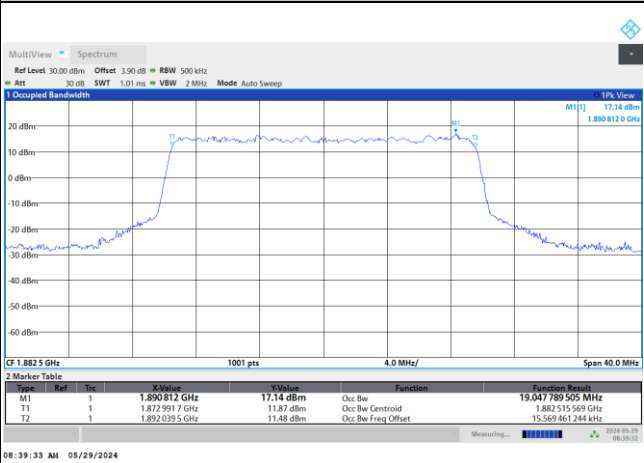 MultiView Spectrum
Ref Level 30.00 dBm Offset 3.90 dB RBW 500 kHz
Att 30 dB SWT 1.01 ms VBW 2 MHz Mode Auto Sweep
1 Occupied Bandwidth 1Pk View
M1[1] 17.14 dBm
1.890 812 0 GHz
M1
20 dBm
T1 T2
10 dBm
0 dBm
-10 dBm
-20 dBm
-30 dBm
-40 dBm
-50 dBm
-60 dBm
CF 1.882 5 GHz 1001 pts 4.0 MHz/ Span 40.0 MHz
2 Marker Table
Type Ref Trc X-Value Y-Value Function Function Result
M1 1 1.890 812 GHz 17.14 dBm Occ Bw 19.047 789 505 MHz
T1 1 1.872 991 7 GHz 11.87 dBm Occ Bw Centroid 1.882 515 569 GHz
T2 1 1.892 039 5 GHz 11.48 dBm Occ Bw Freq Offset 15.569 461 244 kHz
Measuring... 2024-05-29
08:39:32
08:39:33 AM 05/29/2024